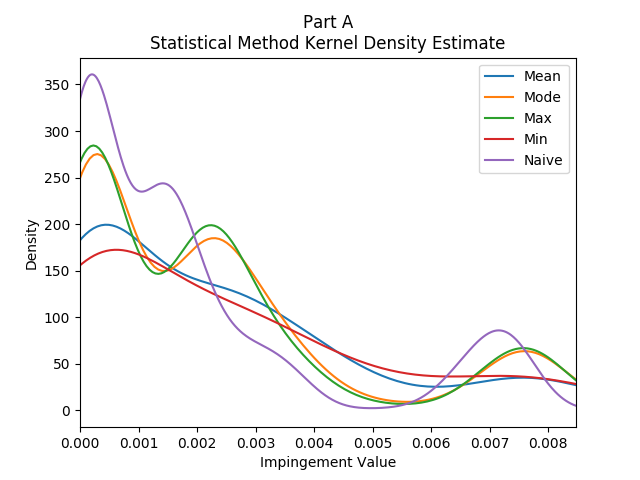 Part A
Statistical Method Kernel Density Estimate
Mean
Mode
Max
Min
Naive
Density
350
300
250
200
150
100
50
0
0.000 0.001 0.002 0.003 0.004 0.005 0.006 0.007 0.008
Impingement Value